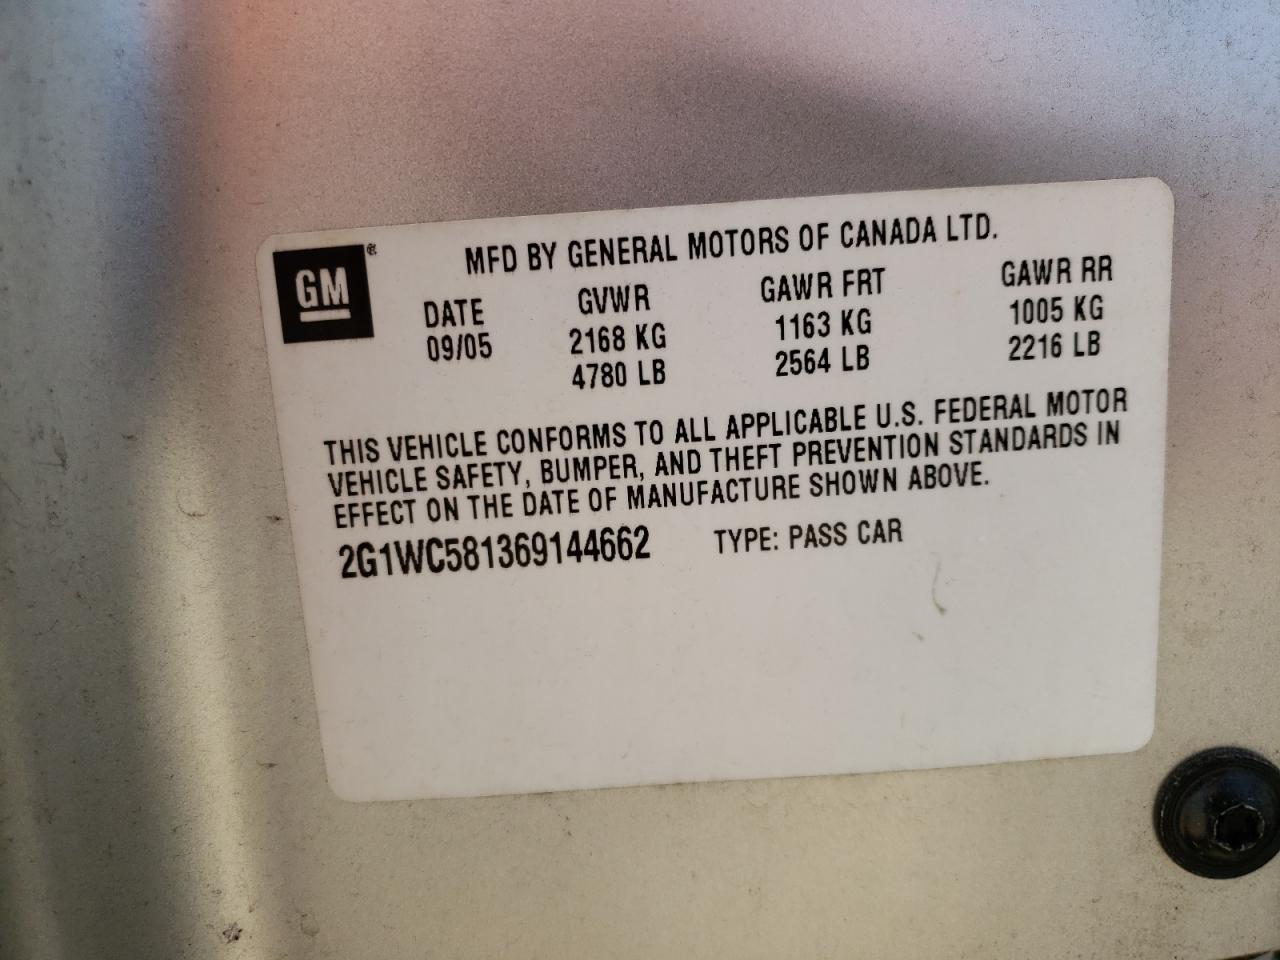 GM®
MFD BY GENERAL MOTORS OF CANADA LTD.
DATE GVWR GAWR FRT GAWR RR
09/05 2168 KG 1163 KG 1005 KG
4780 LB 2564 LB 2216 LB
THIS VEHICLE CONFORMS TO ALL APPLICABLE U.S. FEDERAL MOTOR
VEHICLE SAFETY, BUMPER, AND THEFT PREVENTION STANDARDS IN
EFFECT ON THE DATE OF MANUFACTURE SHOWN ABOVE.
2G1WC581369144662 TYPE: PASS CAR